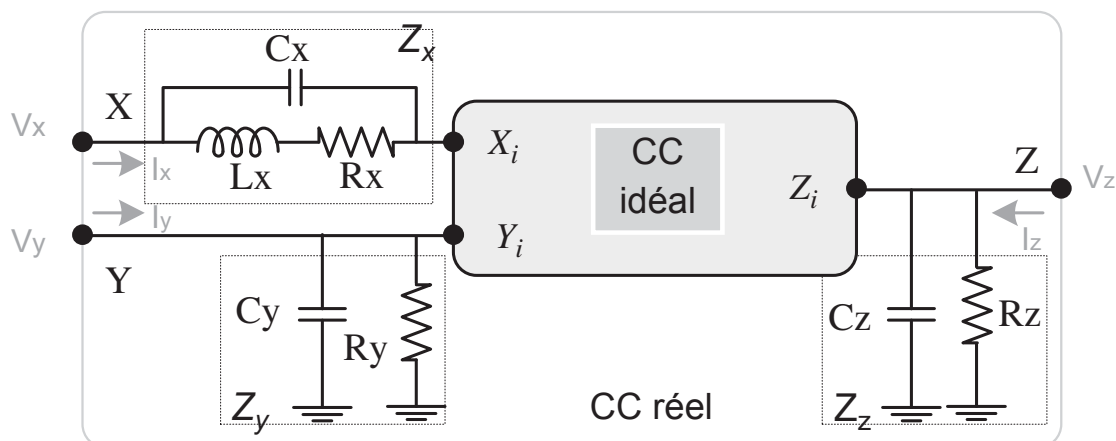 Cx
Zx
X
Vx
Ix
Lx
Rx
Xi
CC
idéal
Zi
Z
Vz
Iz
Iy
Vy
Y
Yi
Cy
Ry
Zy
CC réel
Cz
Rz
Zz